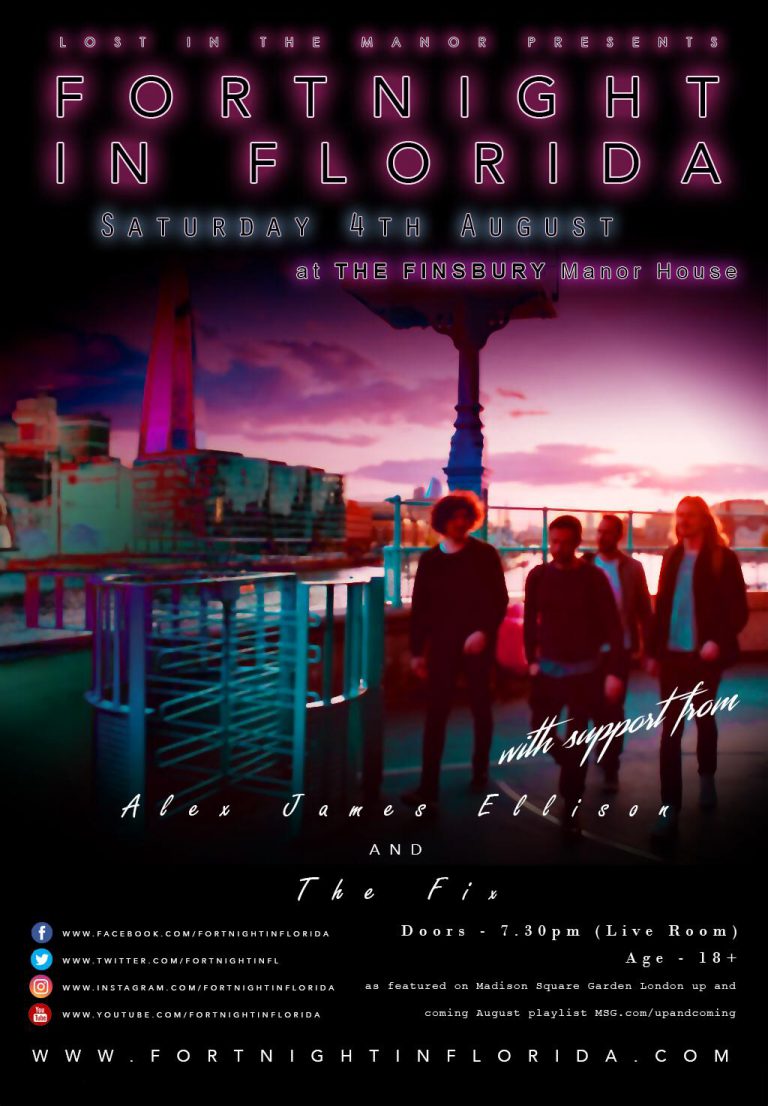 LOST IN THE MANOR PRESENTS
FORTNIGHT
IN FLORIDA
SATURDAY 4TH AUGUST
at THE FINSBURY Manor House
with support from
Alex James Ellison
AND
The Fix
WWW.FACEBOOK.COM/FORTNIGHTINFLORIDA
WWW.TWITTER.COM/FORTNIGHTINFL
WWW.INSTAGRAM.COM/FORTNIGHTINFLORIDA
You Tube
WWW.YOUTUBE.COM/FORTNIGHTINFLORIDA
Doors - 7.30pm (Live Room)
Age - 18+
as featured on Madison Square Garden London up and
coming August playlist MSG.com/upandcoming
WWW.FORTNIGHTINFLORIDA.COM